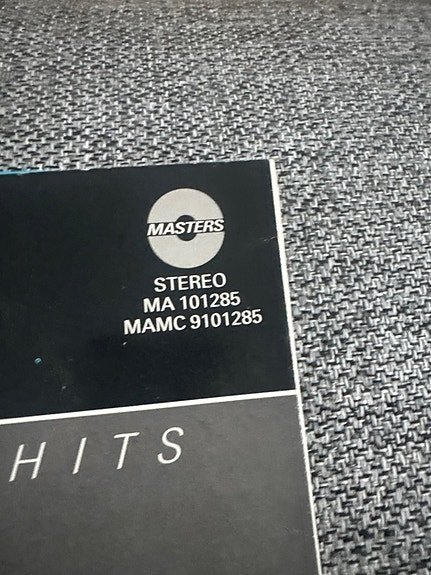 MASTERS
STEREO
MA 101285
MAMC 9101285
HITS